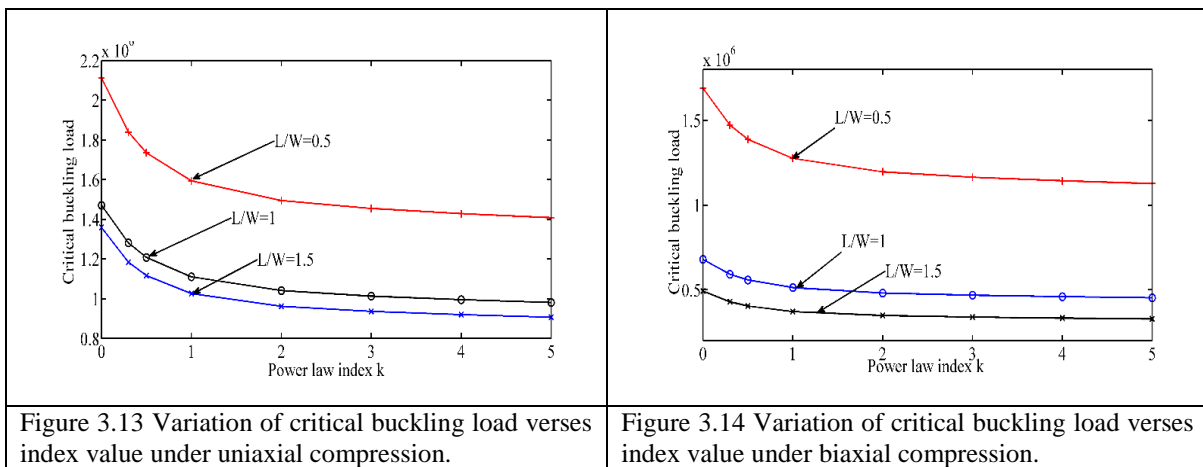 x 10⁶
2.2
2
1.8
1.6
1.4
1.2
1
0.8
Critical buckling load
L/W=0.5
L/W=1
L/W=1.5
0 1 2 3 4 5
Power law index k
Figure 3.13 Variation of critical buckling load verses
index value under uniaxial compression.
x 10⁶
1.5
1
0.5
Critical buckling load
L/W=0.5
L/W=1
L/W=1.5
0 1 2 3 4 5
Power law index k
Figure 3.14 Variation of critical buckling load verses
index value under biaxial compression.